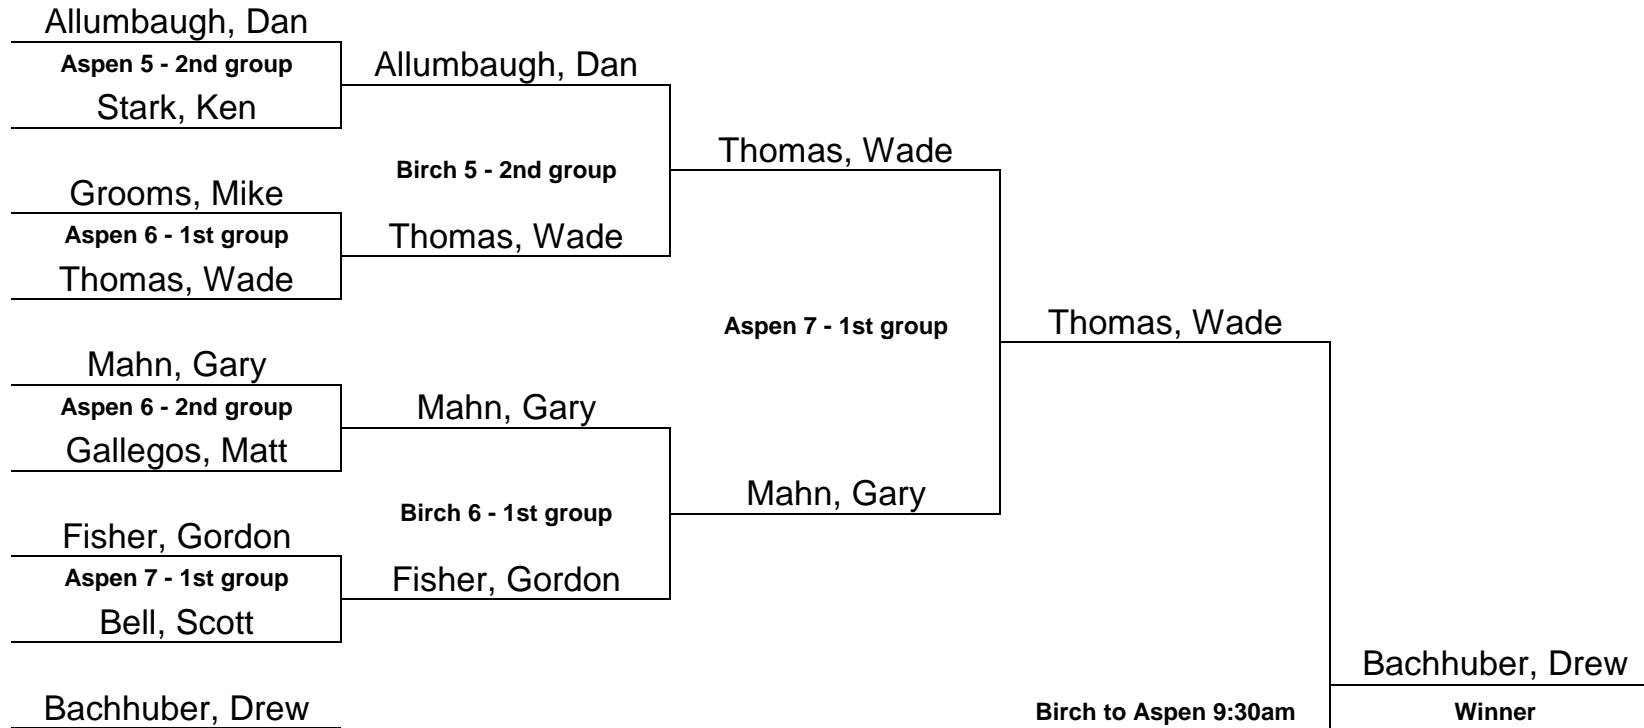 Allumbaugh, Dan
Aspen 5 - 2nd group
Stark, Ken
Grooms, Mike
Aspen 6 - 1st group
Thomas, Wade
Mahn, Gary
Aspen 6 - 2nd group
Gallegos, Matt
Fisher, Gordon
Aspen 7 - 1st group
Bell, Scott
Bachhuber, Drew
Allumbaugh, Dan
Birch 5 - 2nd group
Thomas, Wade
Mahn, Gary
Birch 6 - 1st group
Fisher, Gordon
Thomas, Wade
Aspen 7 - 1st group
Mahn, Gary
Thomas, Wade
Birch to Aspen 9:30am
Bachhuber, Drew
Winner